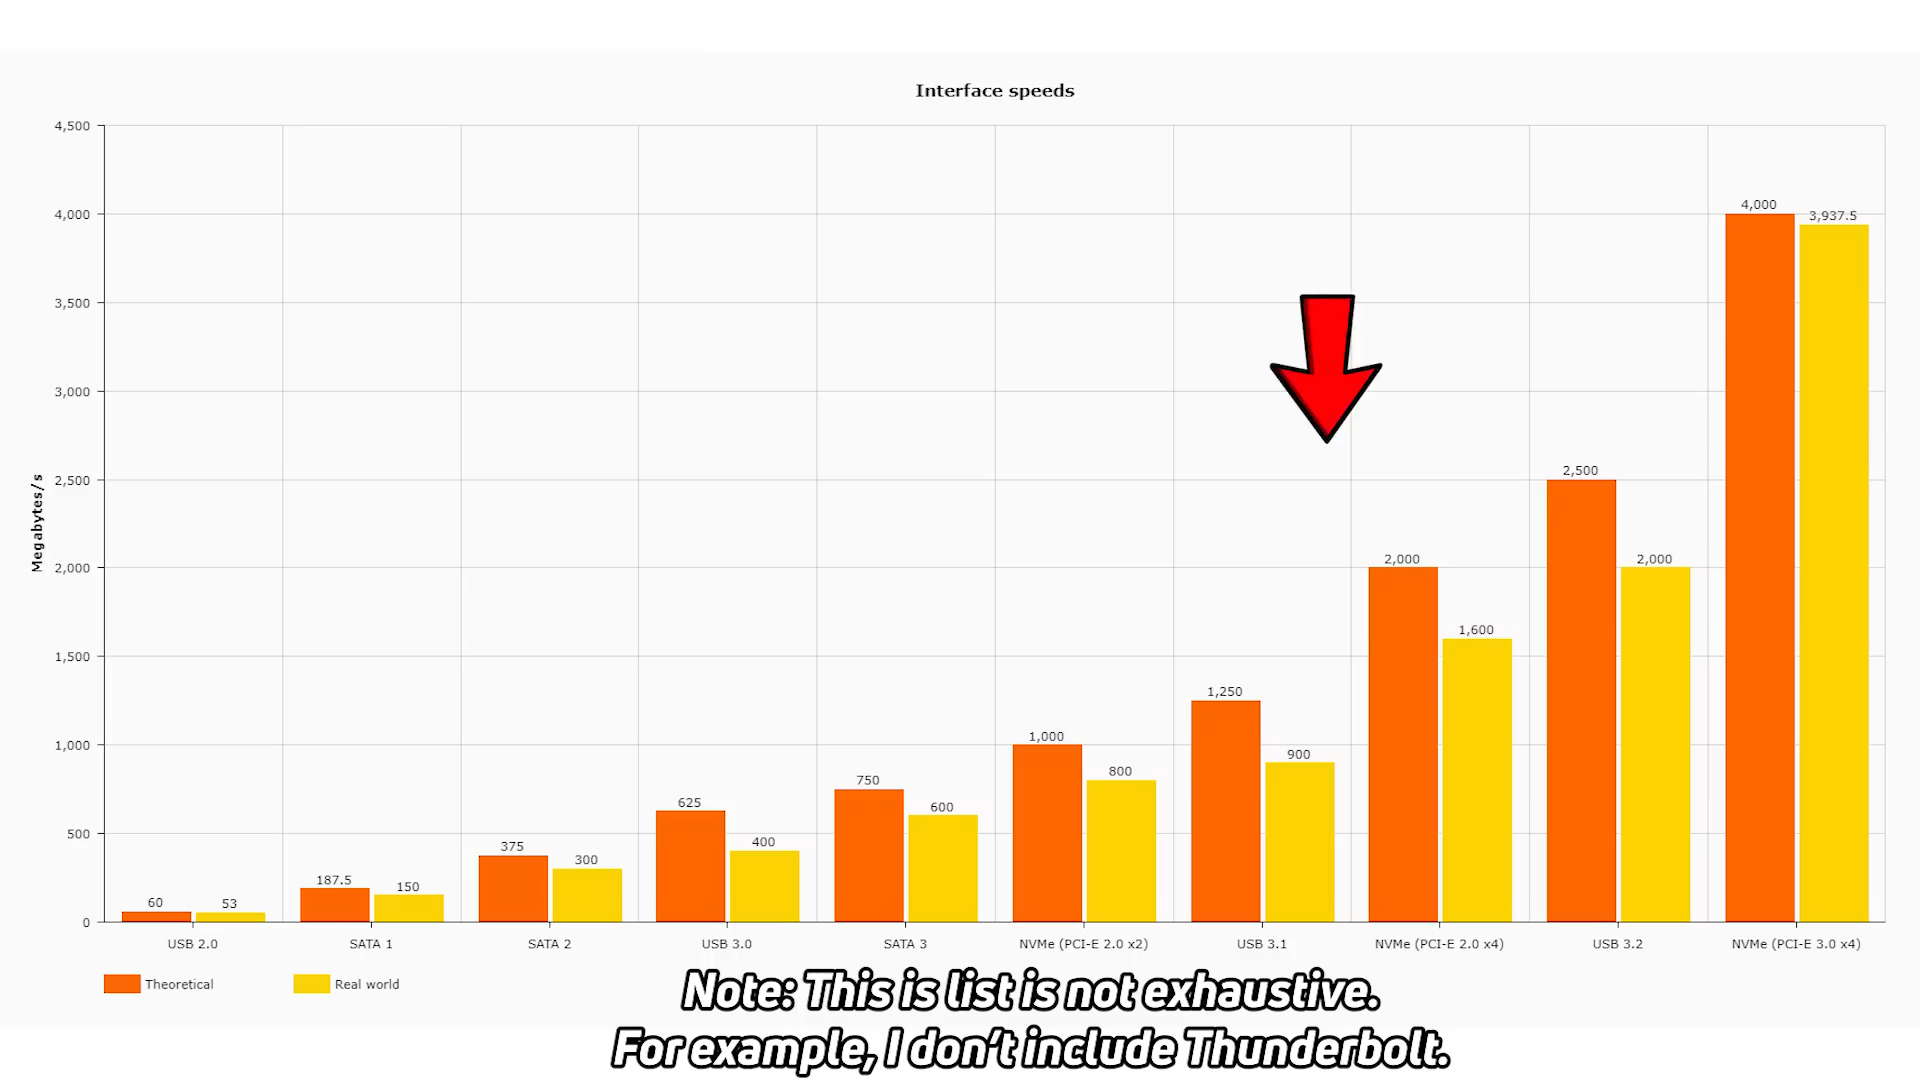 Interface speeds
4,500
4,000
3,500
3,000
2,500
2,000
1,500
1,000
500
0
Megabytes/s
60
53
187.5
150
375
300
625
400
750
600
1,000
800
1,250
900
2,000
1,600
2,500
2,000
4,000
3,937.5
USB 2.0
SATA 1
SATA 2
USB 3.0
SATA 3
NVMe (PCI-E 2.0 x2)
USB 3.1
NVMe (PCI-E 2.0 x4)
USB 3.2
NVMe (PCI-E 3.0 x4)
Theoretical
Real world
Note: This is list is not exhaustive.
For example, I don't include Thunderbolt.